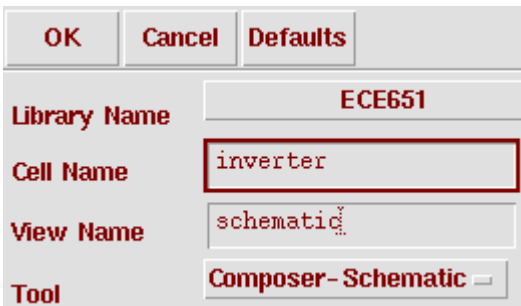 OK Cancel Defaults
Library Name ECE651
Cell Name inverter
View Name schematic
Tool Composer-Schematic